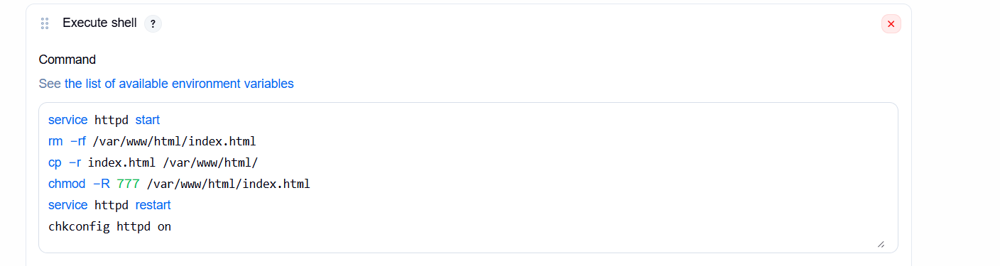 Execute shell ?
Command
See the list of available environment variables
service httpd start
rm -rf /var/www/html/index.html
cp -r index.html /var/www/html/
chmod -R 777 /var/www/html/index.html
service httpd restart
chkconfig httpd on